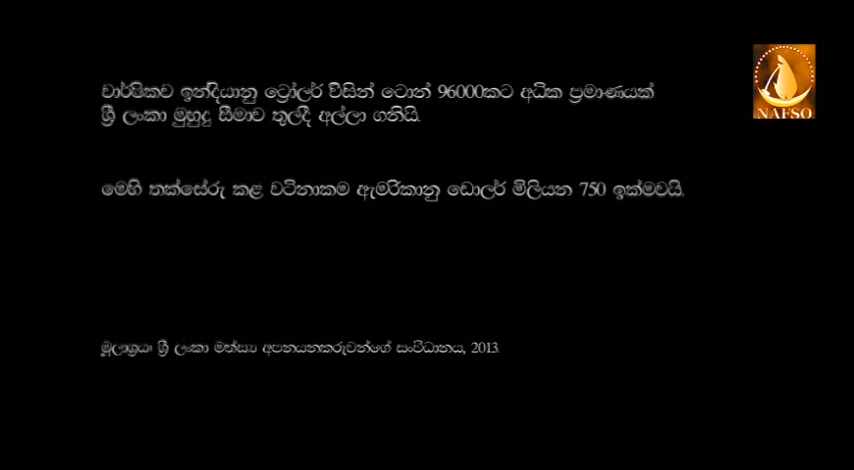 වාර්ෂිකව ඉන්දියානු ට්‍රෝලර් විසින් ටොන් 96000කට අධික ප්‍රමාණයක්
ශ්‍රී ලංකා මුහුදු සීමාව තුලදී අල්ලා ගනියි.
මෙහි තක්සේරු කළ වටිනාකම ඇමරිකානු ඩොලර් මිලියන 750 ඉක්මවයි.
මූලාශ්‍රයඃ ශ්‍රී ලංකා මත්ස්‍ය අපනයනකරුවන්ගේ සංවිධානය, 2013.
NAFSO